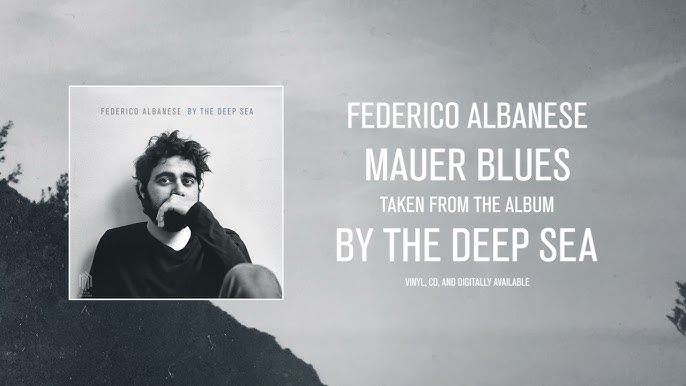 FEDERICO ALBANESE BY THE DEEP SEA
FEDERICO ALBANESE
MAUER BLUES
TAKEN FROM THE ALBUM
BY THE DEEP SEA
VINYL, CD, AND DIGITALLY AVAILABLE